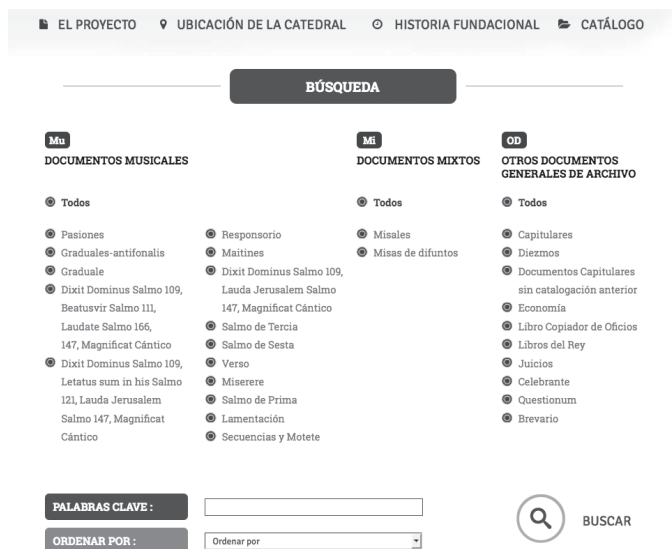 EL PROYECTO UBICACIÓN DE LA CATEDRAL HISTORIA FUNDACIONAL CATÁLOGO
BÚSQUEDA
Mu
DOCUMENTOS MUSICALES
Todos
Pasiones
Graduales-antifonalis
Graduale
Dixit Dominus Salmo 109,
Beatusvir Salmo 111,
Laudate Salmo 166,
147, Magnificat Cántico
Dixit Dominus Salmo 109,
Letatus sum in his Salmo
121, Lauda Jerusalem
Salmo 147, Magnificat
Cántico
Responsorio
Maitines
Dixit Dominus Salmo 109,
Lauda Jerusalem Salmo
147, Magnificat Cántico
Salmo de Tercia
Salmo de Sesta
Verso
Miserere
Salmo de Prima
Lamentación
Secuencias y Motete
Mi
DOCUMENTOS MIXTOS
Todos
Misales
Misas de difuntos
OD
OTROS DOCUMENTOS
GENERALES DE ARCHIVO
Todos
Capitulares
Diezmos
Documentos Capitulares
sin catalogación anterior
Economía
Libro Copiador de Oficios
Libros del Rey
Juicios
Celebrante
Questionum
Brevario
PALABRAS CLAVE :
ORDENAR POR :
Ordenar por
BUSCAR